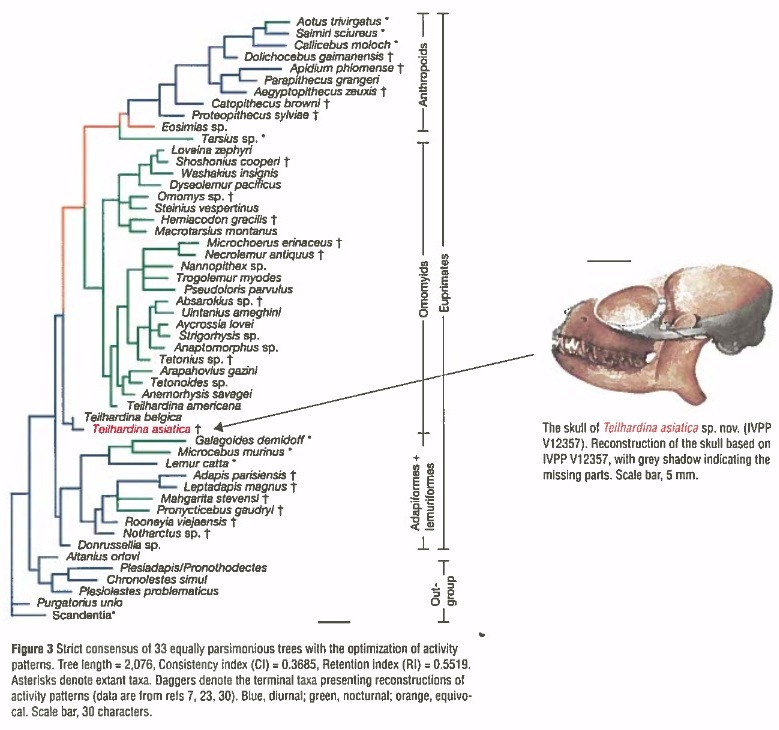 Aotus trivirgatus *
Saimiri sciureus *
Callicebus moloch *
Dolichocebus gaimanensis †
Apidium phiomense †
Parapithecus grangeri
Aegyptopithecus zeuxis †
Catopithecus browni †
Proteopithecus sylviae †
Eosimias sp.
Tarsius sp. *
Loveina zephyri
Shoshonius cooperi †
Washakius insignis
Dyseolemur pacificus
Omomys sp. †
Steinius vespertinus
Hemiacodon gracilis †
Macrotarsius montanus
Microchoerus erinaceus †
Necrolemur antiquus †
Nannopithex sp.
Trogolemur myodes
Pseudoloris parvulus
Absarokius sp. †
Uintanius ameghini
Aycrossia lovei
Strigorhysis sp.
Anaptomorphus sp.
Tetonius sp. †
Arapahovius gazini
Tetonoides sp.
Anemorhysis savagei
Teilhardina americana
Teilhardina belgica
Teilhardina asiatica †
Galagoides demidoff *
Microcebus murinus *
Lemur catta *
Adapis parisiensis †
Leptadapis magnus †
Mahgarita stevensi †
Pronycticebus gaudryi †
Rooneyia viejaensis †
Notharctus sp. †
Donrussellia sp.
Altanius orlovi
Plesiadapis/Pronothodectes
Chronolestes simul
Plesiolestes problematicus
Purgatorius unio
Scandentia*
Anthropoids
Omomyids
Euprimates
Adapiformes +
lemuriformes
Out-
group
The skull of Teilhardina asiatica sp. nov. (IVPP
V12357). Reconstruction of the skull based on
IVPP V12357, with grey shadow indicating the
missing parts. Scale bar, 5 mm.
Figure 3 Strict consensus of 33 equally parsimonious trees with the optimization of activity
patterns. Tree length = 2,076, Consistency index (CI) = 0.3685, Retention index (RI) = 0.5519.
Asterisks denote extant taxa. Daggers denote the terminal taxa presenting reconstructions of
activity patterns (data are from refs 7, 23, 30). Blue, diurnal; green, nocturnal; orange, equivo-
cal. Scale bar, 30 characters.